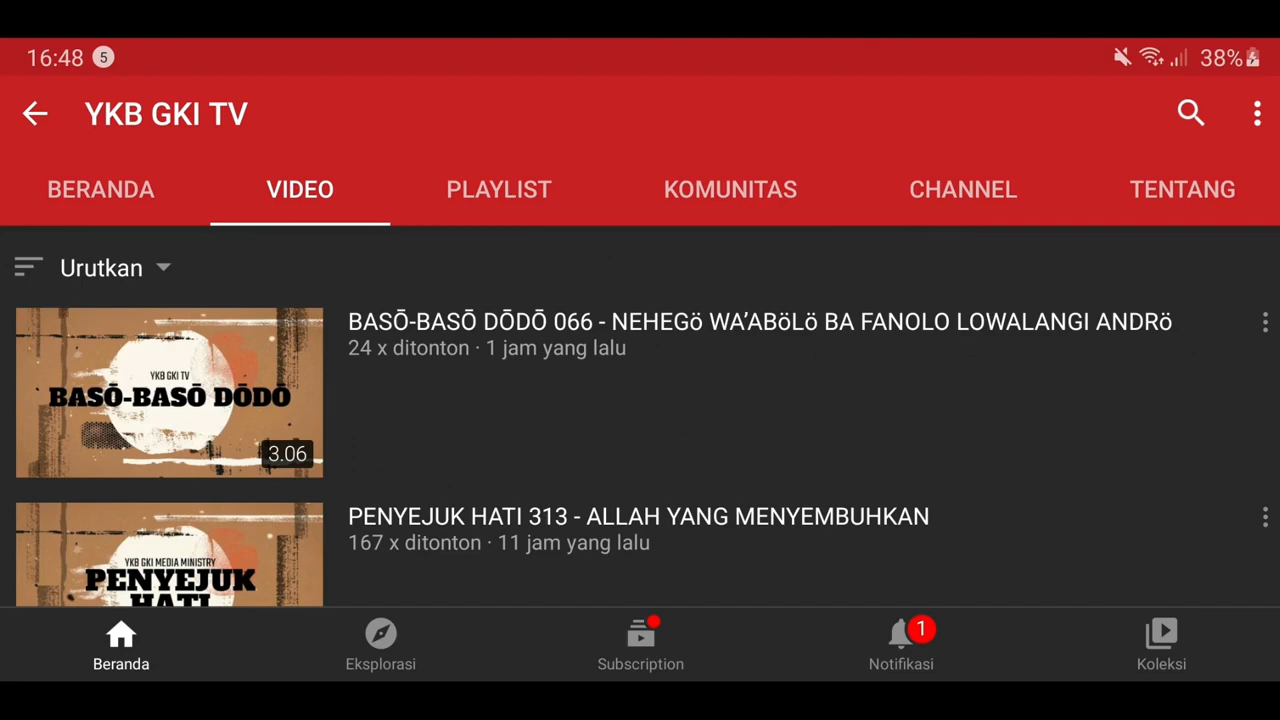 16:48 5 38%
YKB GKI TV
BERANDA VIDEO PLAYLIST KOMUNITAS CHANNEL TENTANG
Urutkan
BASŌ-BASŌ DŌDŌ 066 - NEHEGö WA’ABöLö BA FANOLO LOWALANGI ANDRö
24 x ditonton · 1 jam yang lalu
YKB GKI TV
BASŌ-BASŌ DŌDŌ
3.06
PENYEJUK HATI 313 - ALLAH YANG MENYEMBUHKAN
167 x ditonton · 11 jam yang lalu
YKB GKI MEDIA MINISTRY
PENYEJUK
HATI
1
Beranda Eksplorasi Subscription Notifikasi Koleksi